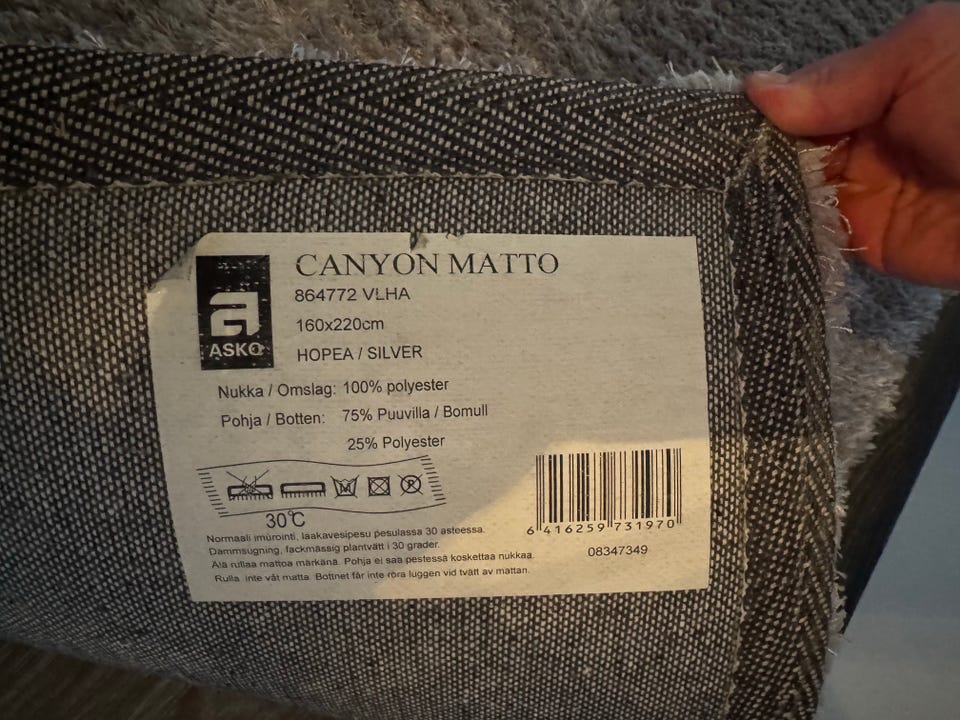 CANYON MATTO
864772 VLHA
160x220cm
ASKO
HOPEA / SILVER
Nukka / Omslag: 100% polyester
Pohja / Botten: 75% Puuvilla / Bomull
25% Polyester
30°C
Normaali imurointi, laakavesipesu pesulassa 30 asteessa.
Dammsugning, fackmässig plantvätt i 30 grader.
Älä rullaa mattoa märkänä. Pohja ei saa pestessä koskettaa nukkaa.
Rulla inte våt matta. Bottnet får inte röra luggen vid tvätt av mattan.
6 416259 731970
08347349